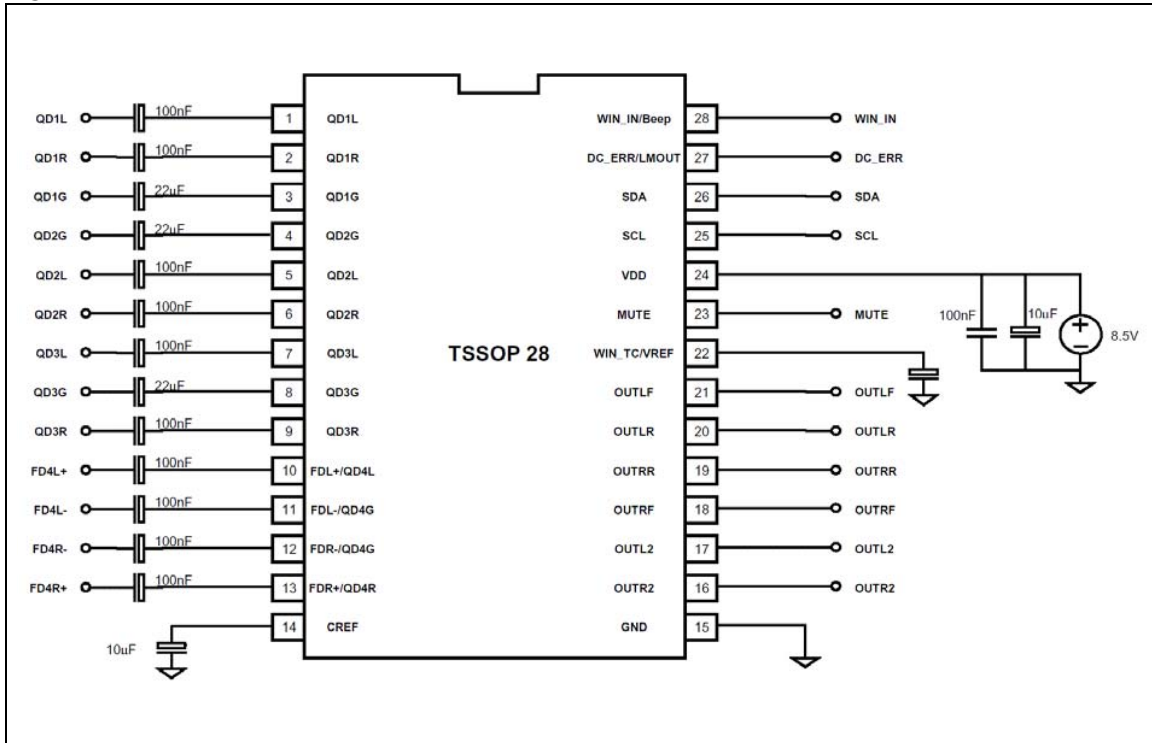 QD1L 100nF 1 QD1L WIN_IN/Beep 28 WIN_IN
QD1R 100nF 2 QD1R DC_ERR/LMOUT 27 DC_ERR
QD1G 22uF 3 QD1G SDA 26 SDA
QD2G 22uF 4 QD2G SCL 25 SCL
QD2L 100nF 5 QD2L VDD 24
QD2R 100nF 6 QD2R MUTE 23 MUTE 100nF 10uF 8.5V
QD3L 100nF 7 QD3L TSSOP 28 WIN_TC/VREF 22
QD3G 22uF 8 QD3G OUTLF 21 OUTLF
QD3R 100nF 9 QD3R OUTLR 20 OUTLR
FD4L+ 100nF 10 FDL+/QD4L OUTRR 19 OUTRR
FD4L- 100nF 11 FDL-/QD4G OUTRF 18 OUTRF
FD4R- 100nF 12 FDR-/QD4G OUTL2 17 OUTL2
FD4R+ 100nF 13 FDR+/QD4R OUTR2 16 OUTR2
14 CREF GND 15
10uF